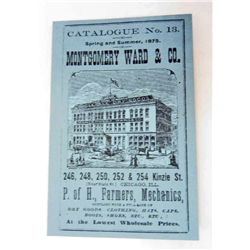 CATALOGUE No. 13.
Spring and Summer, 1875.
MONTGOMERY WARD & CO.
246, 248, 250, 252 & 254 Kinzie St.
CHICAGO, ILL.
P. of H., Farmers, Mechanics,
DRY GOODS, CLOTHING, HATS, CAPS,
BOOTS, SHOES, ETC., ETC.,
At the Lowest Wholesale Prices.